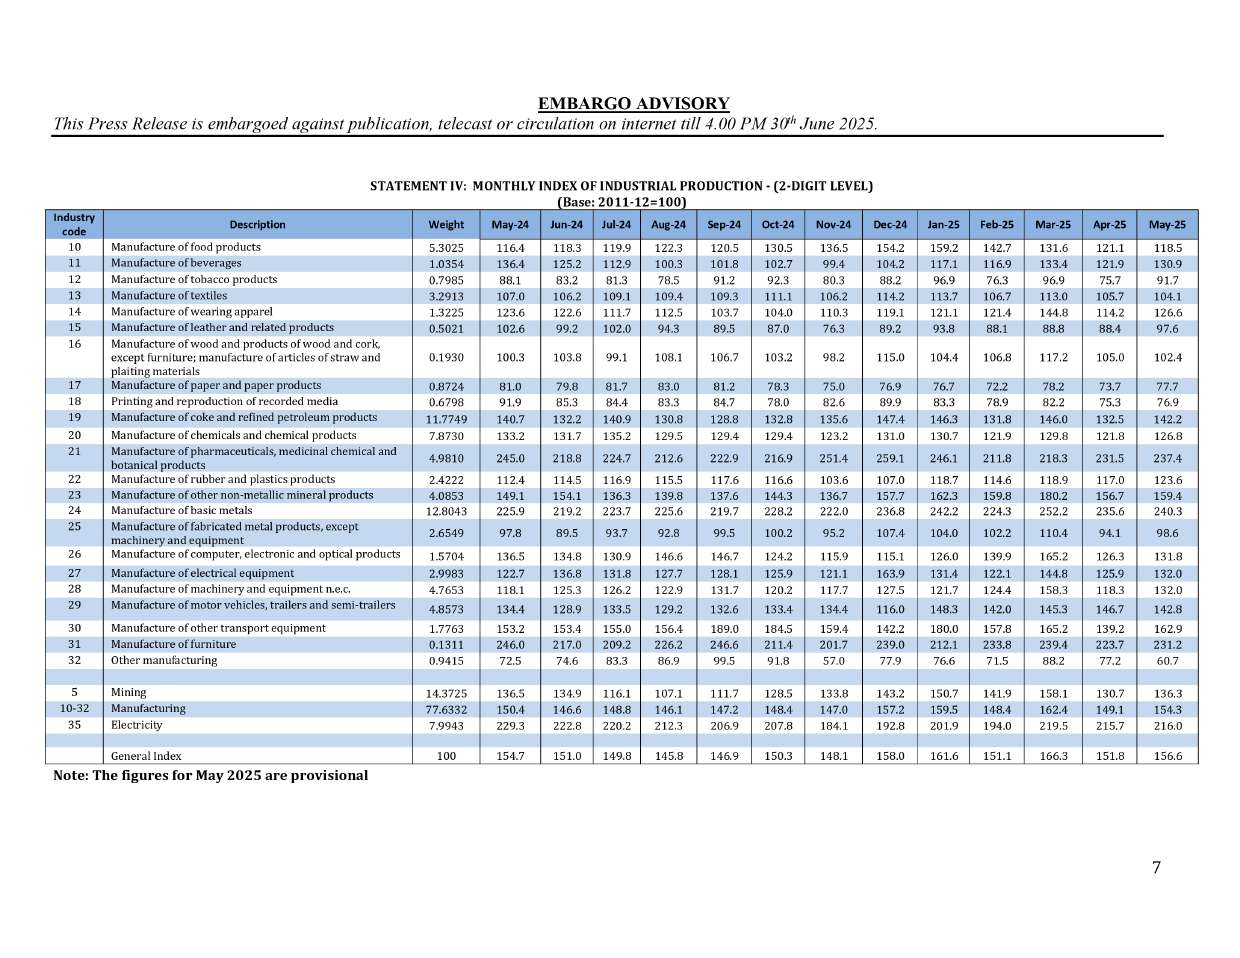 EMBARGO ADVISORY
This Press Release is embargoed against publication, telecast or circulation on internet till 4.00 PM 30th June 2025.
STATEMENT IV: MONTHLY INDEX OF INDUSTRIAL PRODUCTION - (2-DIGIT LEVEL)
(Base: 2011-12=100)
Industry code Description Weight May-24 Jun-24 Jul-24 Aug-24 Sep-24 Oct-24 Nov-24 Dec-24 Jan-25 Feb-25 Mar-25 Apr-25 May-25
10 Manufacture of food products 5.3025 116.4 118.3 119.9 122.3 120.5 130.5 136.5 154.2 159.2 142.7 131.6 121.1 118.5
11 Manufacture of beverages 1.0354 136.4 125.2 112.9 100.3 101.8 102.7 99.4 104.2 117.1 116.9 133.4 121.9 130.9
12 Manufacture of tobacco products 0.7985 88.1 83.2 81.3 78.5 91.2 92.3 80.3 88.2 96.9 76.3 96.9 75.7 91.7
13 Manufacture of textiles 3.2913 107.0 106.2 109.1 109.4 109.3 111.1 106.2 114.2 113.7 106.7 113.0 105.7 104.1
14 Manufacture of wearing apparel 1.3225 123.6 122.6 111.7 112.5 103.7 104.0 110.3 119.1 121.1 121.4 144.8 114.2 126.6
15 Manufacture of leather and related products 0.5021 102.6 99.2 102.0 94.3 89.5 87.0 76.3 89.2 93.8 88.1 88.8 88.4 97.6
16 Manufacture of wood and products of wood and cork,
except furniture; manufacture of articles of straw and
plaiting materials 0.1930 100.3 103.8 99.1 108.1 106.7 103.2 98.2 115.0 104.4 106.8 117.2 105.0 102.4
17 Manufacture of paper and paper products 0.8724 81.0 79.8 81.7 83.0 81.2 78.3 75.0 76.9 76.7 72.2 78.2 73.7 77.7
18 Printing and reproduction of recorded media 0.6798 91.9 85.3 84.4 83.3 84.7 78.0 82.6 89.9 83.3 78.9 82.2 75.3 76.9
19 Manufacture of coke and refined petroleum products 11.7749 140.7 132.2 140.9 130.8 128.8 132.8 135.6 147.4 146.3 131.8 146.0 132.5 142.2
20 Manufacture of chemicals and chemical products 7.8730 133.2 131.7 135.2 129.5 129.4 129.4 123.2 131.0 130.7 121.9 129.8 121.8 126.8
21 Manufacture of pharmaceuticals, medicinal chemical and
botanical products 4.9810 245.0 218.8 224.7 212.6 222.9 216.9 251.4 259.1 246.1 211.8 218.3 231.5 237.4
22 Manufacture of rubber and plastics products 2.4222 112.4 114.5 116.9 115.5 117.6 116.6 103.6 107.0 118.7 114.6 118.9 117.0 123.6
23 Manufacture of other non-metallic mineral products 4.0853 149.1 154.1 136.3 139.8 137.6 144.3 136.7 157.7 162.3 159.8 180.2 156.7 159.4
24 Manufacture of basic metals 12.8043 225.9 219.2 223.7 225.6 219.7 228.2 222.0 236.8 242.2 224.3 252.2 235.6 240.3
25 Manufacture of fabricated metal products, except
machinery and equipment 2.6549 97.8 89.5 93.7 92.8 99.5 100.2 95.2 107.4 104.0 102.2 110.4 94.1 98.6
26 Manufacture of computer, electronic and optical products 1.5704 136.5 134.8 130.9 146.6 146.7 124.2 115.9 115.1 126.0 139.9 165.2 126.3 131.8
27 Manufacture of electrical equipment 2.9983 122.7 136.8 131.8 127.7 128.1 125.9 121.1 163.9 131.4 122.1 144.8 125.9 132.0
28 Manufacture of machinery and equipment n.e.c. 4.7653 118.1 125.3 126.2 122.9 131.7 120.2 117.7 127.5 121.7 124.4 158.3 118.3 132.0
29 Manufacture of motor vehicles, trailers and semi-trailers 4.8573 134.4 128.9 133.5 129.2 132.6 133.4 134.4 116.0 148.3 142.0 145.3 146.7 142.8
30 Manufacture of other transport equipment 1.7763 153.2 153.4 155.0 156.4 189.0 184.5 159.4 142.2 180.0 157.8 165.2 139.2 162.9
31 Manufacture of furniture 0.1311 246.0 217.0 209.2 226.2 246.6 211.4 201.7 239.0 212.1 233.8 239.4 223.7 231.2
32 Other manufacturing 0.9415 72.5 74.6 83.3 86.9 99.5 91.8 57.0 77.9 76.6 71.5 88.2 77.2 60.7
5 Mining 14.3725 136.5 134.9 116.1 107.1 111.7 128.5 133.8 143.2 150.7 141.9 158.1 130.7 136.3
10-32 Manufacturing 77.6332 150.4 146.6 148.8 146.1 147.2 148.4 147.0 157.2 159.5 148.4 162.4 149.1 154.3
35 Electricity 7.9943 229.3 222.8 220.2 212.3 206.9 207.8 184.1 192.8 201.9 194.0 219.5 215.7 216.0
General Index 100 154.7 151.0 149.8 145.8 146.9 150.3 148.1 158.0 161.6 151.1 166.3 151.8 156.6
Note: The figures for May 2025 are provisional
7